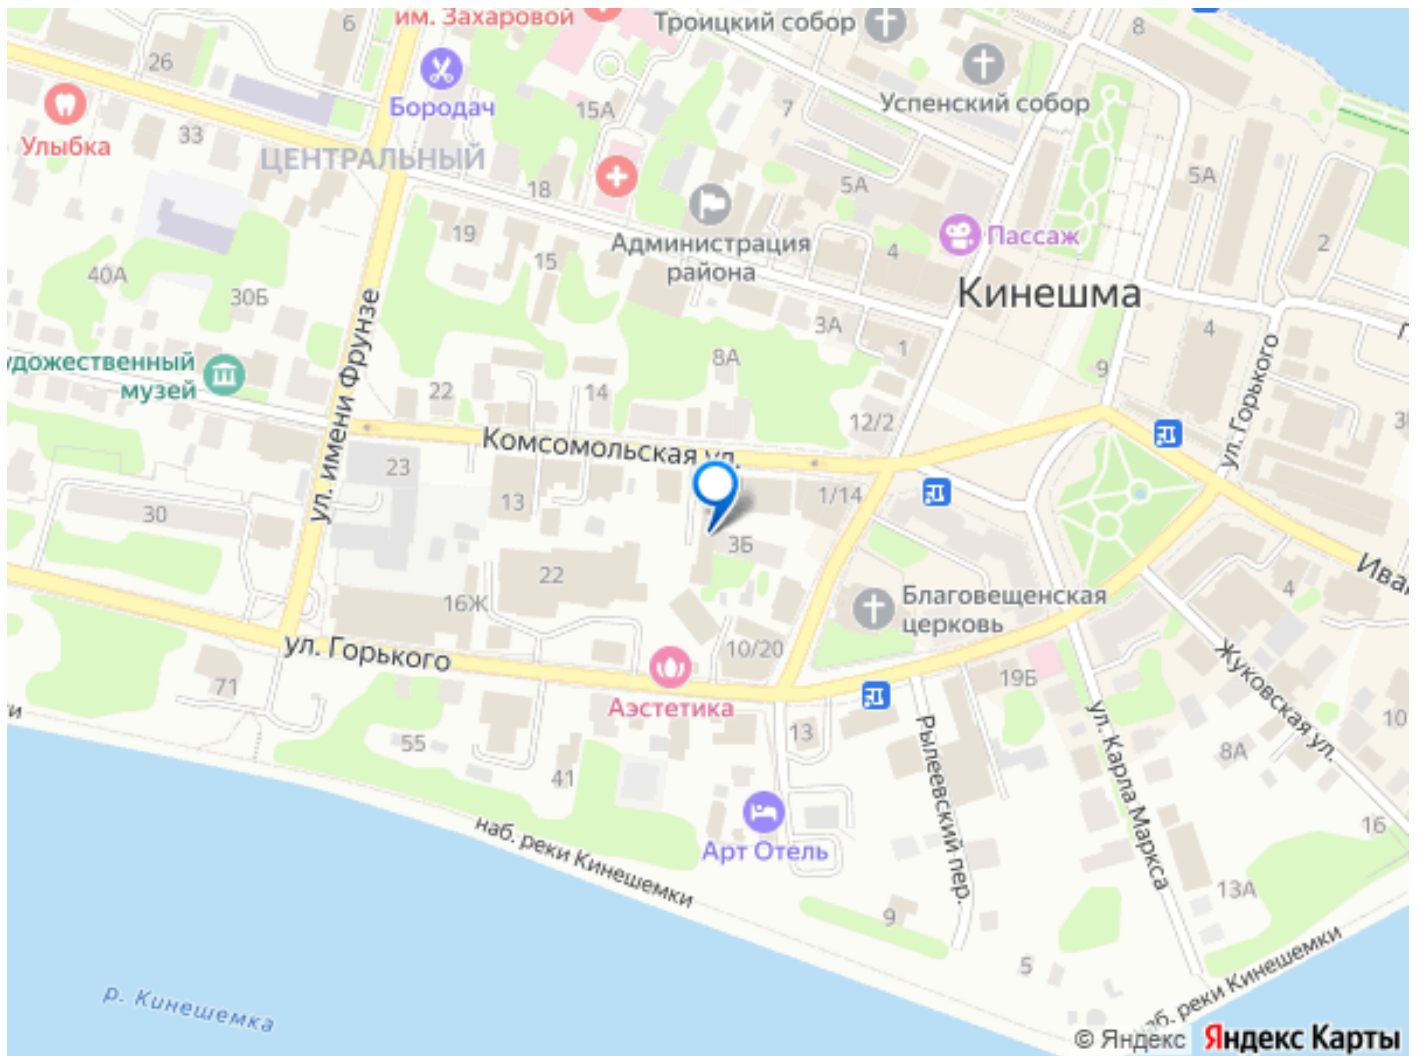 6
им. Захаровой
Троицкий собор
8
26
Бородач
15А
7
Успенский собор
Улыбка
33
ЦЕНТРАЛЬНЫЙ
18
5А
5А
Администрация
района
19
15
4
Пассаж
2
40А
30Б
Кинешма
3А
1
4
удожественный
музей
ул. имени Фрунзе
22
14
8А
12/2
9
ул. Горького
Комсомольская ул.
23
13
1/14
30
3Б
22
16Ж
Благовещенская
церковь
4
Ива
ул. Горького
10/20
19Б
Жуковская ул.
71
Аэстетика
55
41
13
Рылеевский пер.
ул. Карла Маркса
8А
10
наб. реки Кинешемки
Арт Отель
16
13А
9
5
р. Кинешемка
наб. реки Кинешемки
© Яндекс Яндекс Карты